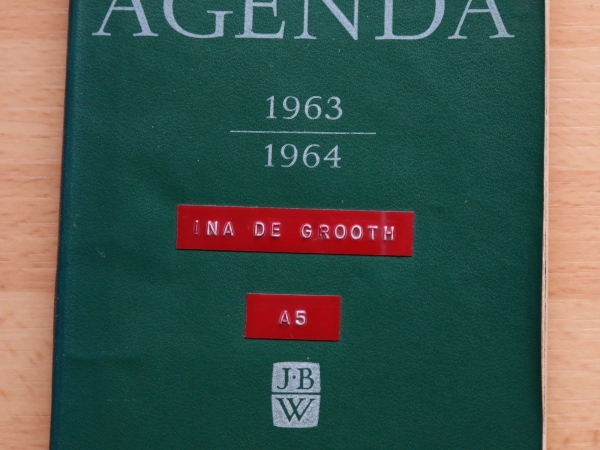 AGENDA
1963
1964
INA DE GROOTH
A5
J·B
W